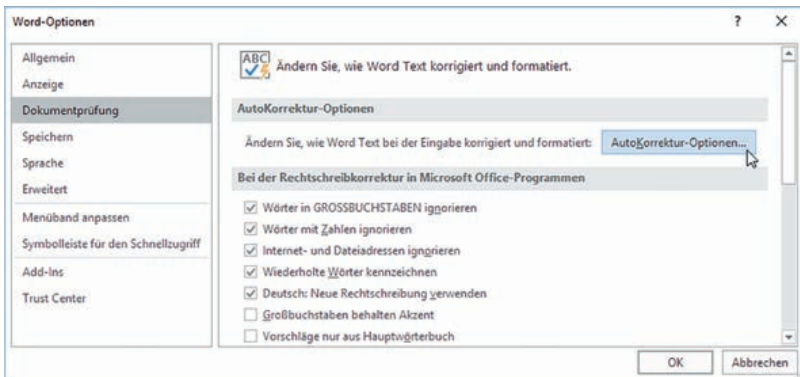 Word-Optionen ? ×
Allgemein
Anzeige
Dokumentprüfung
Speichern
Sprache
Erweitert
Menüband anpassen
Symbolleiste für den Schnellzugriff
Add-Ins
Trust Center
ABC
Ändern Sie, wie Word Text korrigiert und formatiert.
AutoKorrektur-Optionen
Ändern Sie, wie Word Text bei der Eingabe korrigiert und formatiert: AutoKorrektur-Optionen...
Bei der Rechtschreibkorrektur in Microsoft Office-Programmen
Wörter in GROSSBUCHSTABEN ignorieren
Wörter mit Zahlen ignorieren
Internet- und Dateiadressen ignorieren
Wiederholte Wörter kennzeichnen
Deutsch: Neue Rechtschreibung verwenden
Großbuchstaben behalten Akzent
Vorschläge nur aus Hauptwörterbuch
OK Abbrechen